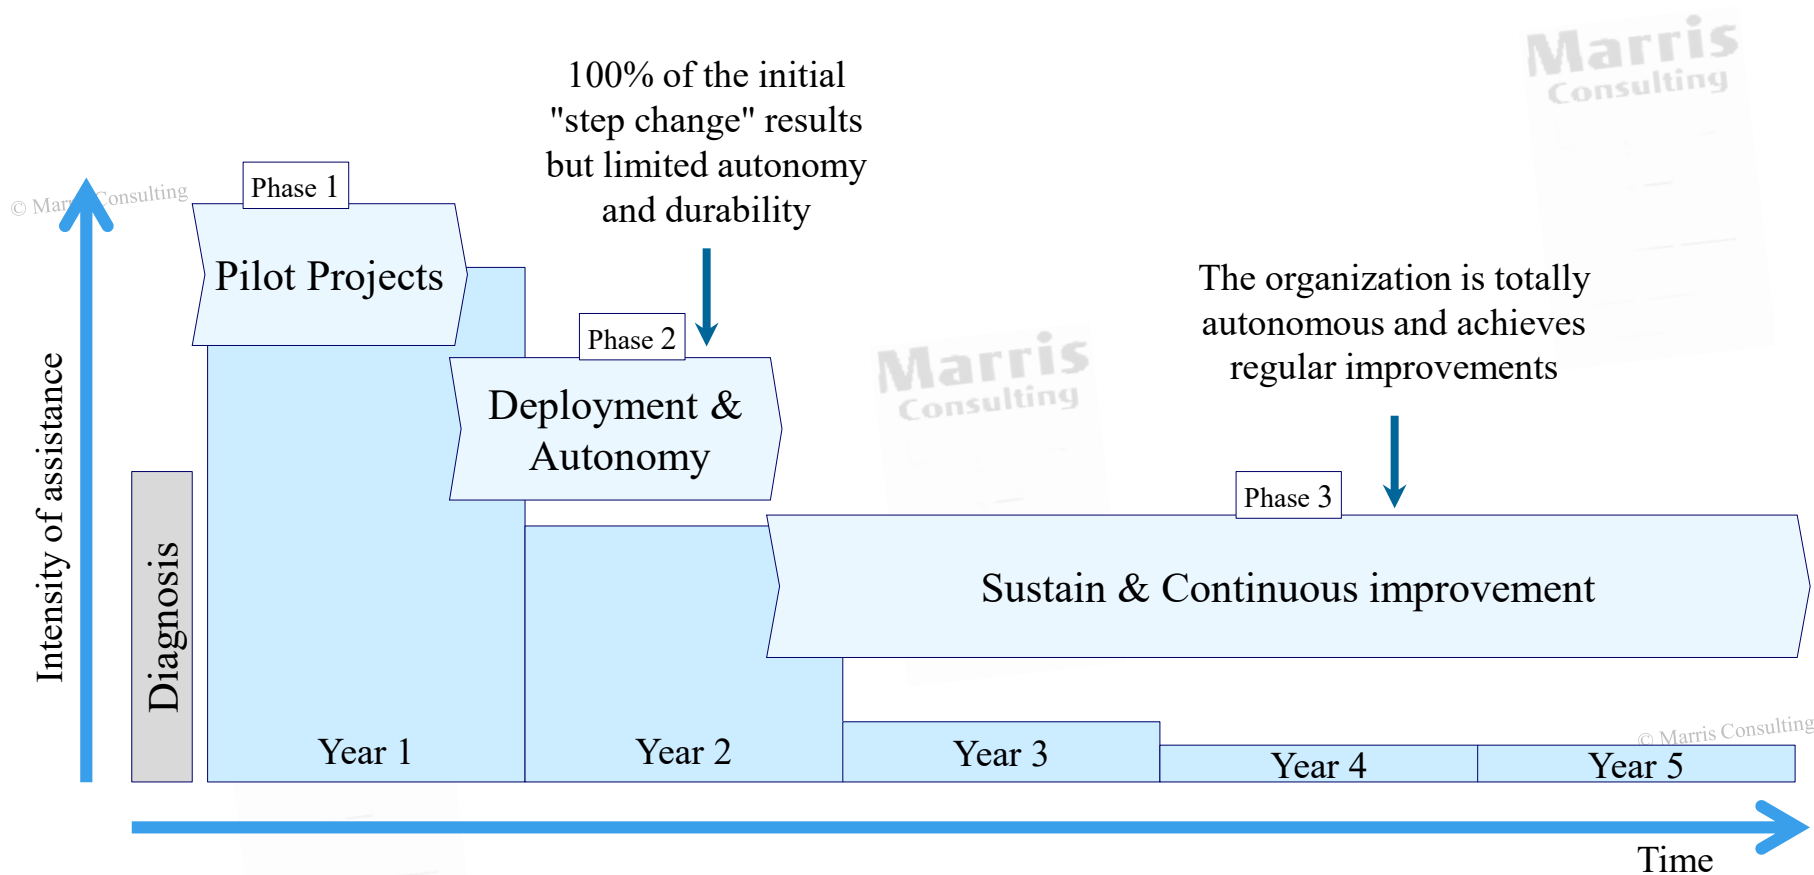 Marris
Consulting
100% of the initial
"step change" results
but limited autonomy
and durability
© Marris Consulting
Phase 1
Pilot Projects
The organization is totally
autonomous and achieves
regular improvements
Phase 2
Deployment &
Autonomy
Marris
Consulting
Intensity of assistance
Diagnosis
Phase 3
Sustain & Continuous improvement
© Marris Consulting
Year 1
Year 2
Year 3
Year 4
Year 5
Time